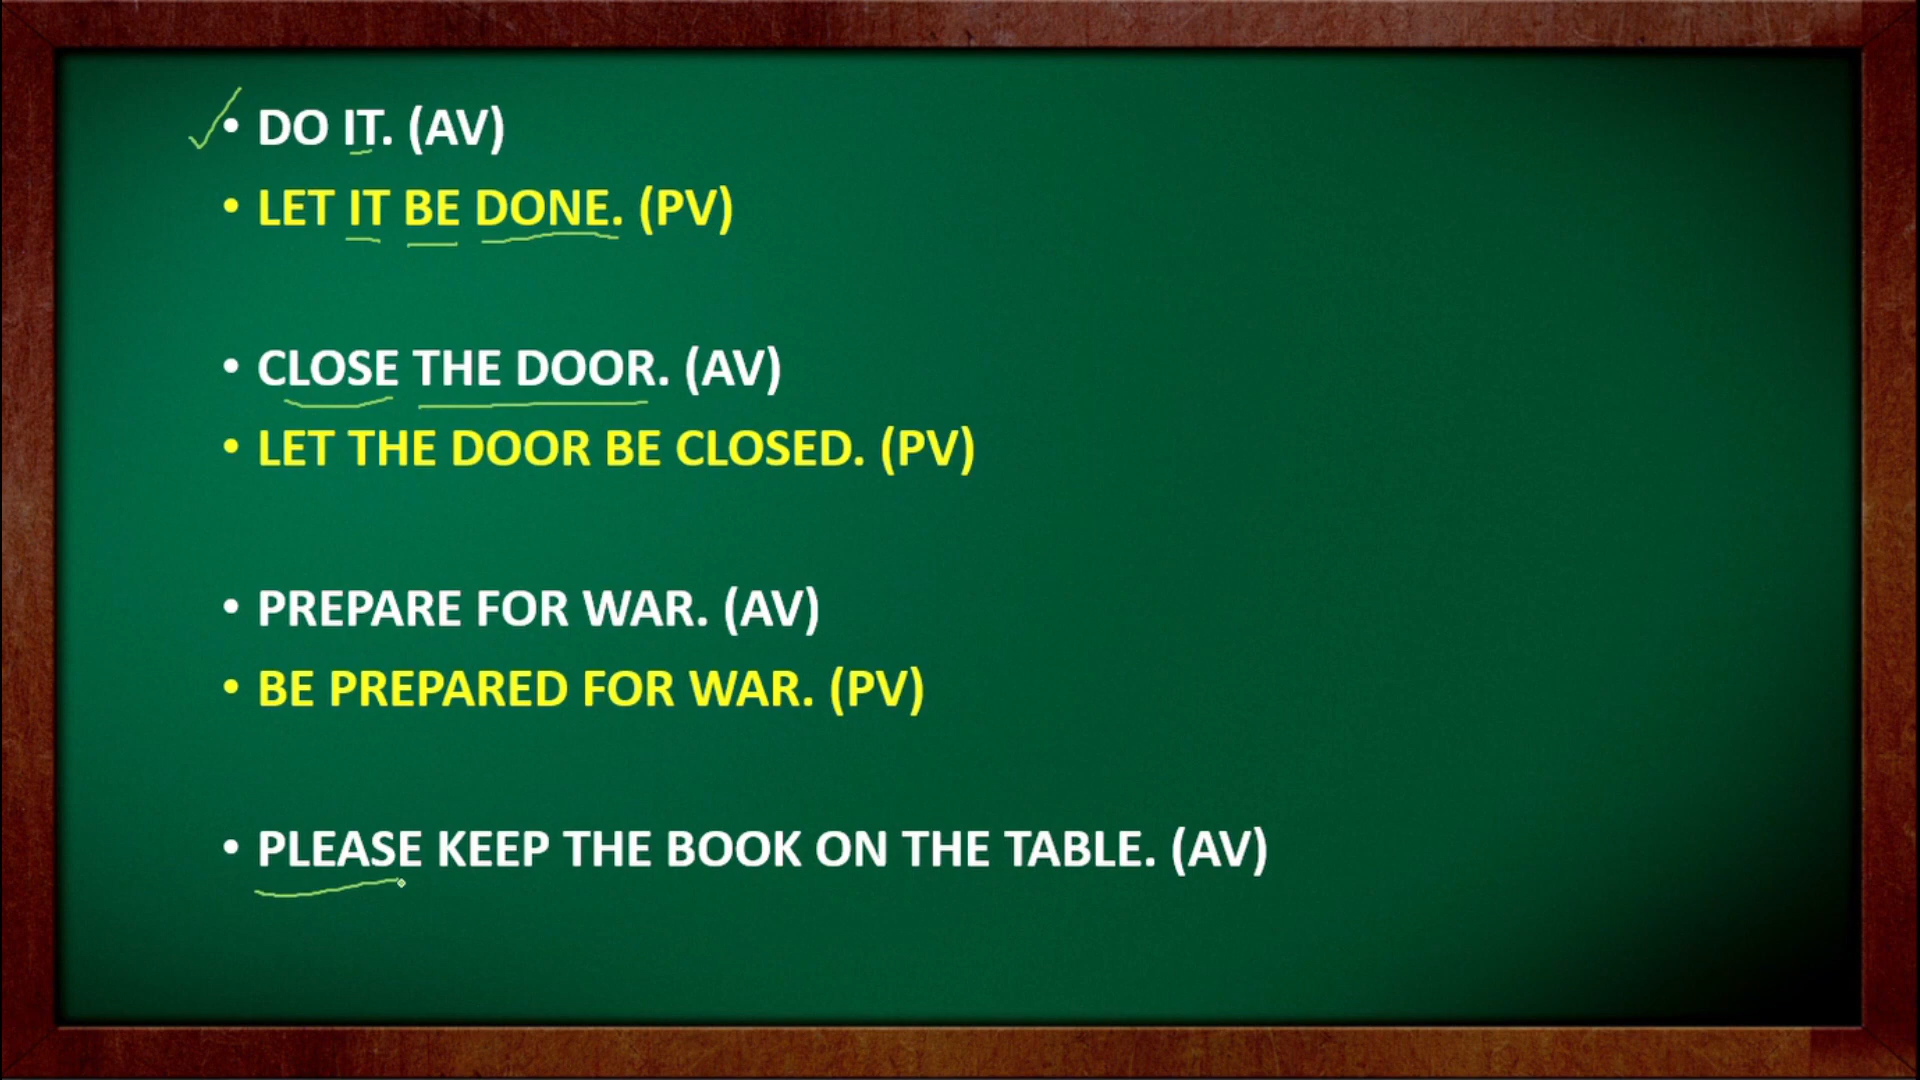 • DO IT. (AV)
• LET IT BE DONE. (PV)
• CLOSE THE DOOR. (AV)
• LET THE DOOR BE CLOSED. (PV)
• PREPARE FOR WAR. (AV)
• BE PREPARED FOR WAR. (PV)
• PLEASE KEEP THE BOOK ON THE TABLE. (AV)